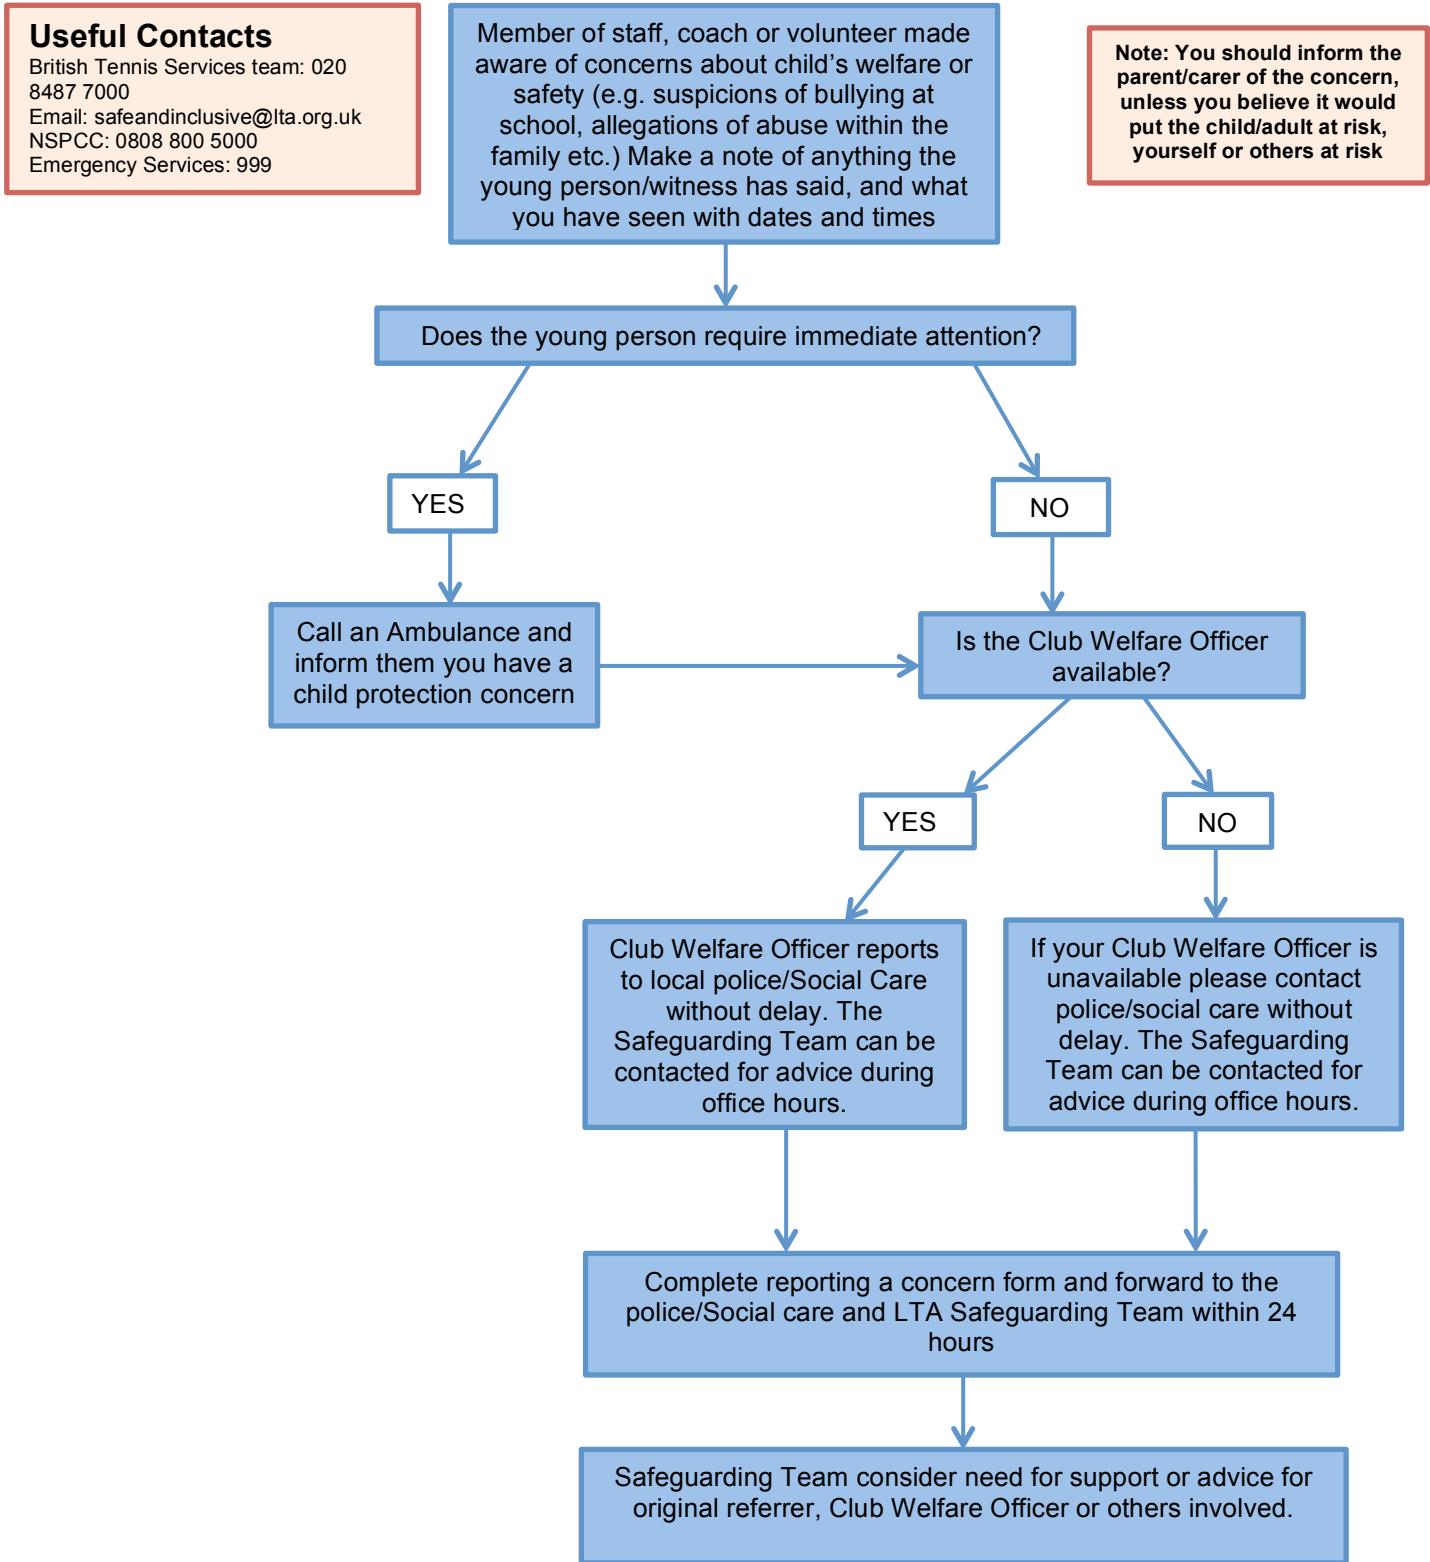 Useful Contacts
British Tennis Services team: 020
8487 7000
Email: safeandinclusive@lta.org.uk
NSPCC: 0808 800 5000
Emergency Services: 999
Member of staff, coach or volunteer made
aware of concerns about child’s welfare or
safety (e.g. suspicions of bullying at
school, allegations of abuse within the
family etc.) Make a note of anything the
young person/witness has said, and what
you have seen with dates and times
Note: You should inform the
parent/carer of the concern,
unless you believe it would
put the child/adult at risk,
yourself or others at risk
Does the young person require immediate attention?
YES
NO
Call an Ambulance and
inform them you have a
child protection concern
Is the Club Welfare Officer
available?
YES
NO
Club Welfare Officer reports
to local police/Social Care
without delay. The
Safeguarding Team can be
contacted for advice during
office hours.
If your Club Welfare Officer is
unavailable please contact
police/social care without
delay. The Safeguarding
Team can be contacted for
advice during office hours.
Complete reporting a concern form and forward to the
police/Social care and LTA Safeguarding Team within 24
hours
Safeguarding Team consider need for support or advice for
original referrer, Club Welfare Officer or others involved.